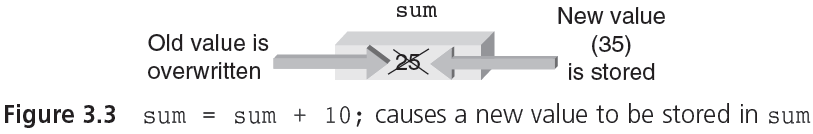 sum
Old value is
overwritten
25
New value
(35)
is stored
Figure 3.3 sum = sum + 10; causes a new value to be stored in sum